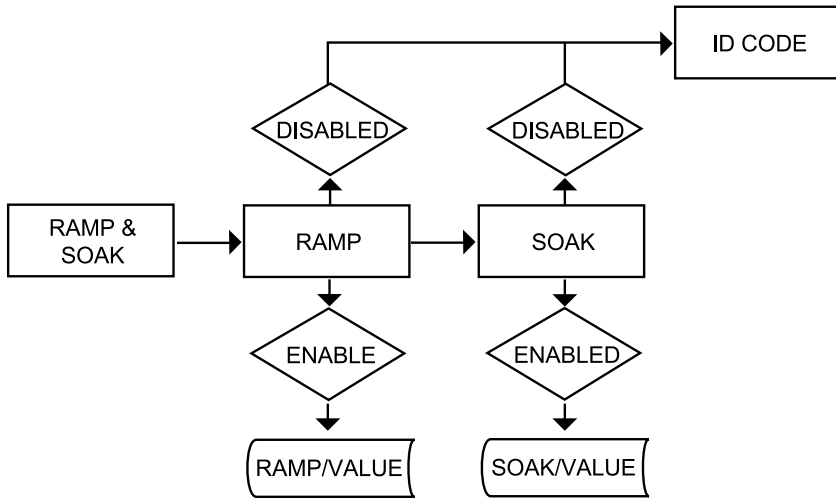 ID CODE
DISABLED
DISABLED
RAMP &
SOAK
RAMP
SOAK
ENABLE
ENABLED
RAMP/VALUE
SOAK/VALUE